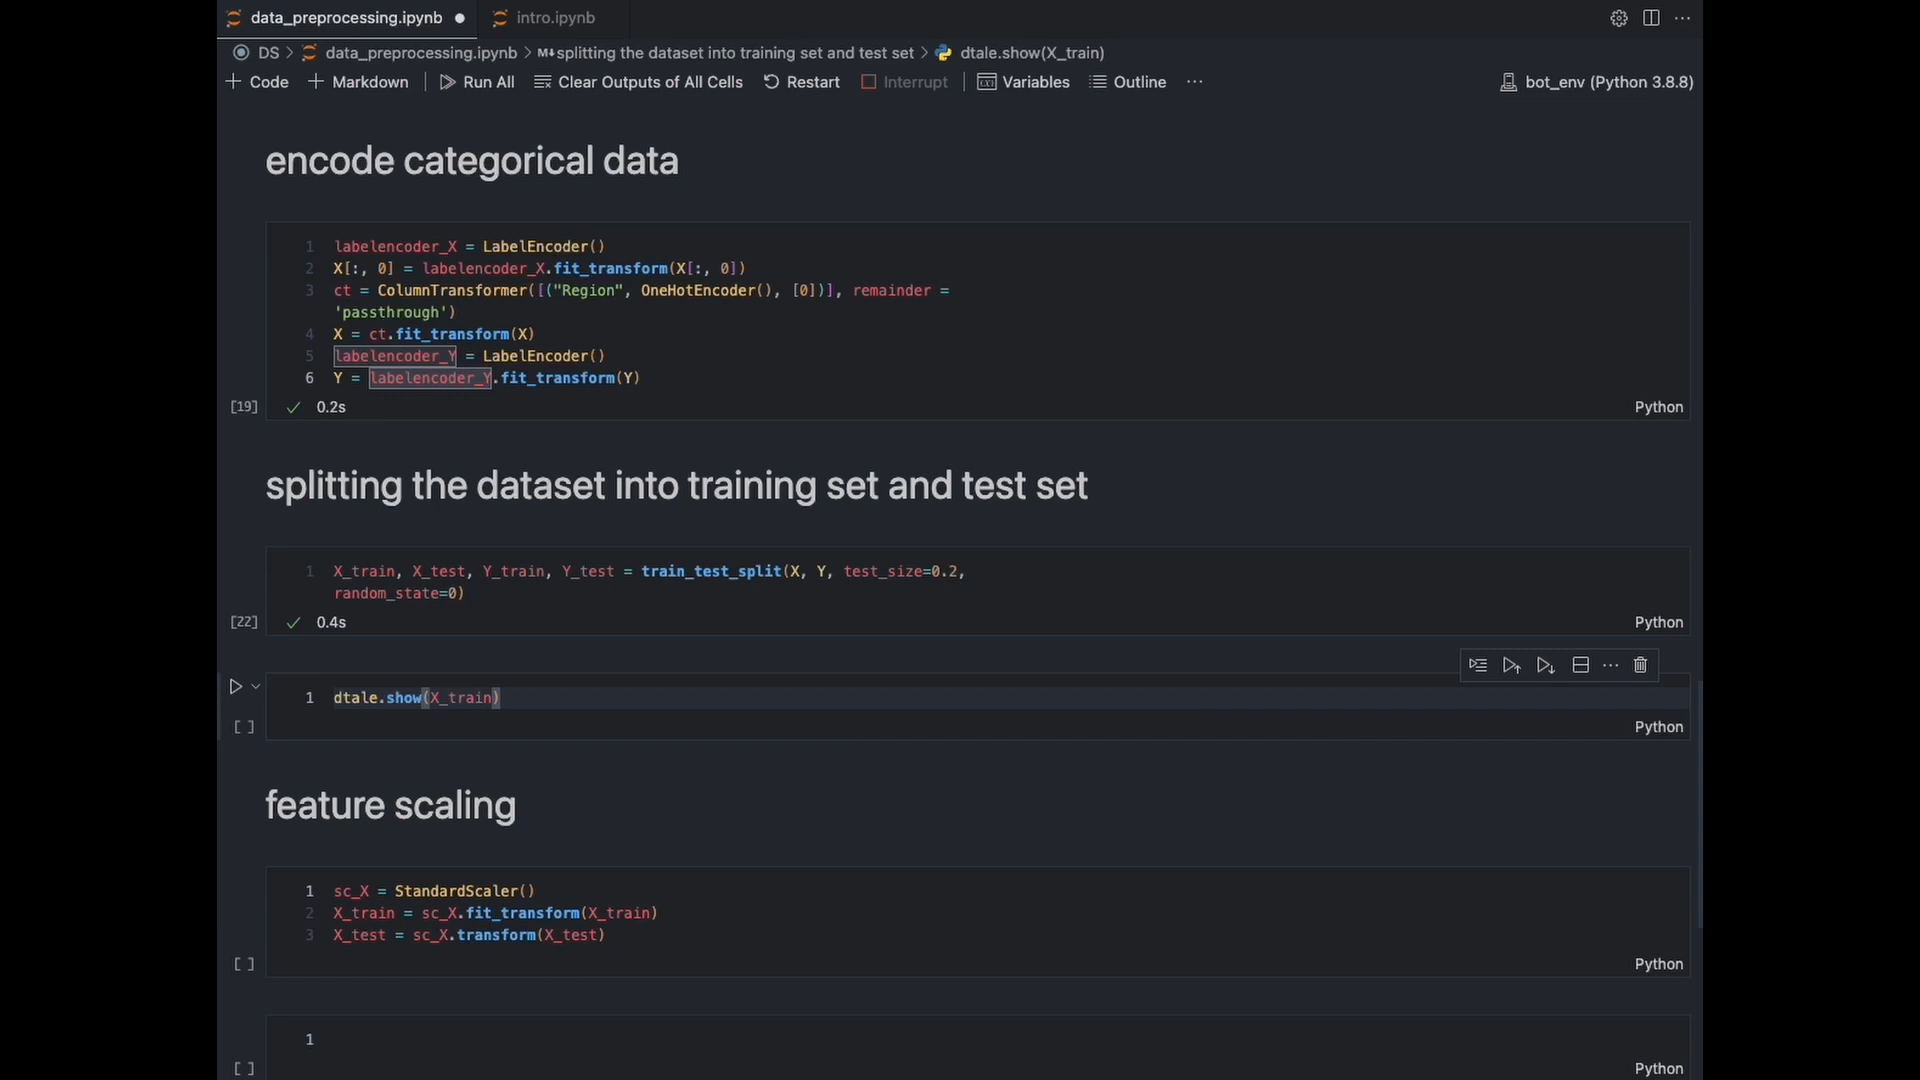 data_preprocessing.ipynb
intro.ipynb
DS > data_preprocessing.ipynb > M↓splitting the dataset into training set and test set > dtale.show(X_train)
+ Code + Markdown Run All Clear Outputs of All Cells Restart Interrupt Variables Outline ... bot_env (Python 3.8.8)
encode categorical data
1 labelencoder_X = LabelEncoder()
2 X[:, 0] = labelencoder_X.fit_transform(X[:, 0])
3 ct = ColumnTransformer([("Region", OneHotEncoder(), [0])], remainder =
'passthrough')
4 X = ct.fit_transform(X)
5 labelencoder_Y = LabelEncoder()
6 Y = labelencoder_Y.fit_transform(Y)
[19] 0.2s Python
splitting the dataset into training set and test set
1 X_train, X_test, Y_train, Y_test = train_test_split(X, Y, test_size=0.2,
random_state=0)
[22] 0.4s Python
1 dtale.show(X_train)
[ ] Python
feature scaling
1 sc_X = StandardScaler()
2 X_train = sc_X.fit_transform(X_train)
3 X_test = sc_X.transform(X_test)
[ ] Python
1
[ ] Python